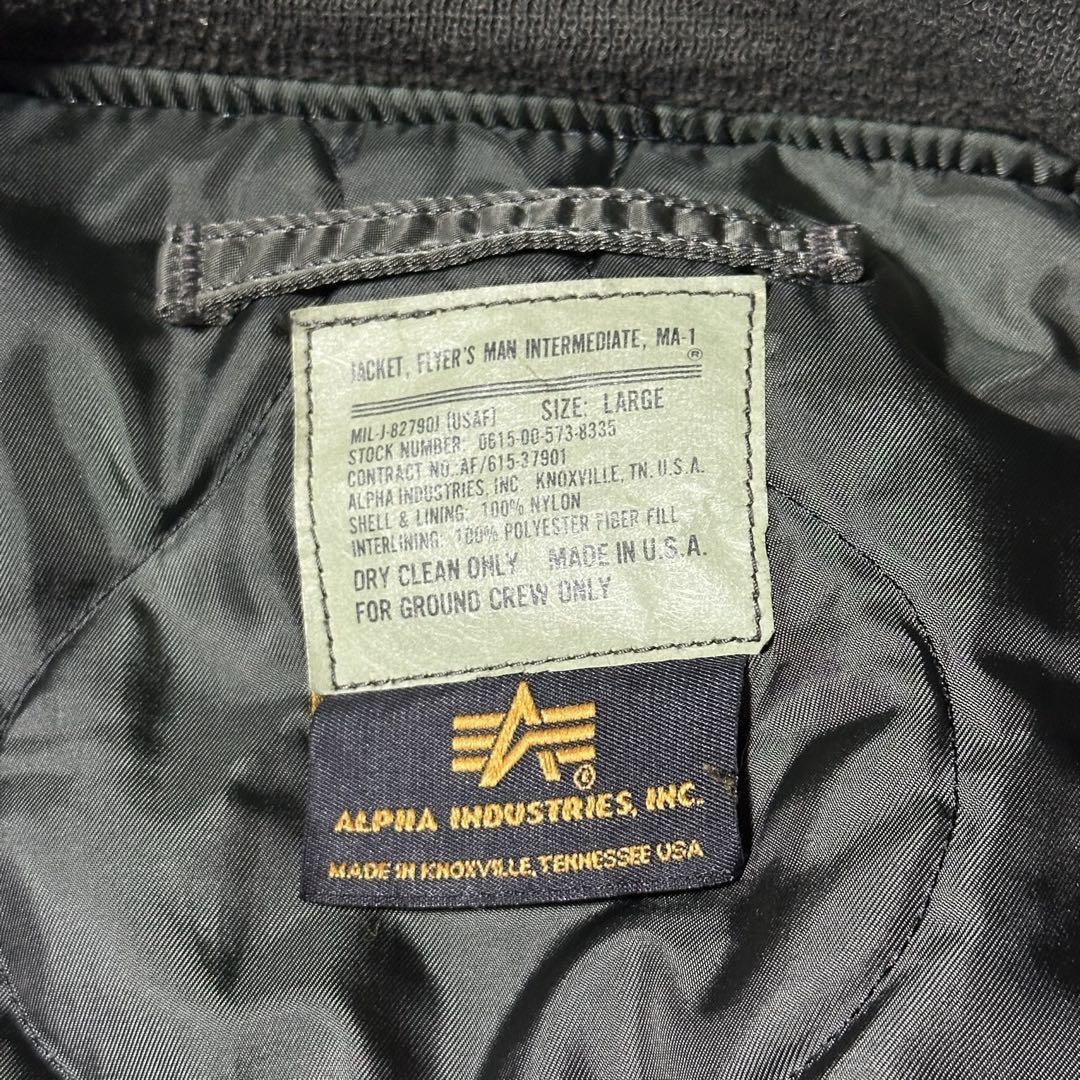 JACKET, FLYER'S MAN INTERMEDIATE, MA-1®
MIL-J-8279OJ (USAF) SIZE: LARGE
STOCK NUMBER: 0615-00-573-8335
CONTRACT NO. AF/615-37901
ALPHA INDUSTRIES, INC KNOXVILLE, TN. U.S.A.
SHELL & LINING: 100% NYLON
INTERLINING: 100% POLYESTER FIBER FILL
DRY CLEAN ONLY MADE IN U.S.A.
FOR GROUND CREW ONLY
®
ALPHA INDUSTRIES, INC.
MADE IN KNOXVILLE, TENNESSEE USA